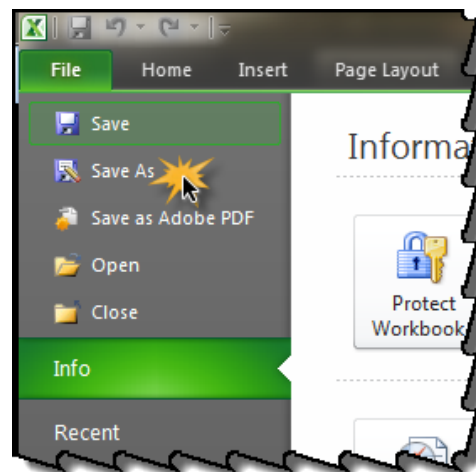 File Home Insert Page Layout
Save
Save As
Save as Adobe PDF
Open
Close
Info
Recent
Informa
Protect
Workbook